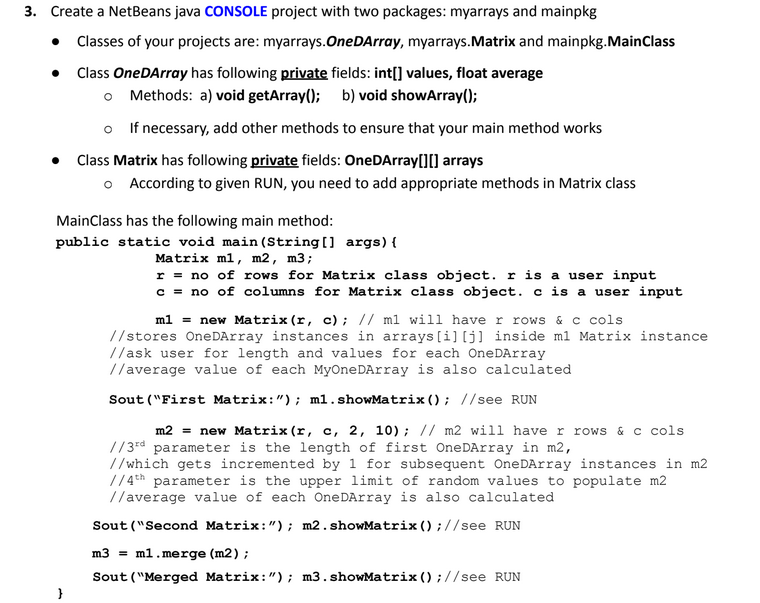 3. Create a NetBeans java CONSOLE project with two packages: myarrays and mainpkg
● Classes of your projects are: myarrays.OneDArray, myarrays.Matrix and mainpkg.MainClass
● Class OneDArray has following private fields: int[] values, float average
o Methods: a) void getArray(); b) void showArray();
o If necessary, add other methods to ensure that your main method works
● Class Matrix has following private fields: OneDArray[][] arrays
o According to given RUN, you need to add appropriate methods in Matrix class
MainClass has the following main method:
public static void main(String[] args){
Matrix m1, m2, m3;
r = no of rows for Matrix class object. r is a user input
c = no of columns for Matrix class object. c is a user input
m1 = new Matrix(r, c); // m1 will have r rows & c cols
//stores OneDArray instances in arrays[i][j] inside m1 Matrix instance
//ask user for length and values for each OneDArray
//average value of each MyOneDArray is also calculated
Sout(“First Matrix:”); m1.showMatrix(); //see RUN
m2 = new Matrix(r, c, 2, 10); // m2 will have r rows & c cols
//3rd parameter is the length of first OneDArray in m2,
//which gets incremented by 1 for subsequent OneDArray instances in m2
//4th parameter is the upper limit of random values to populate m2
//average value of each OneDArray is also calculated
Sout(“Second Matrix:”); m2.showMatrix();//see RUN
m3 = m1.merge(m2);
Sout(“Merged Matrix:”); m3.showMatrix();//see RUN
}